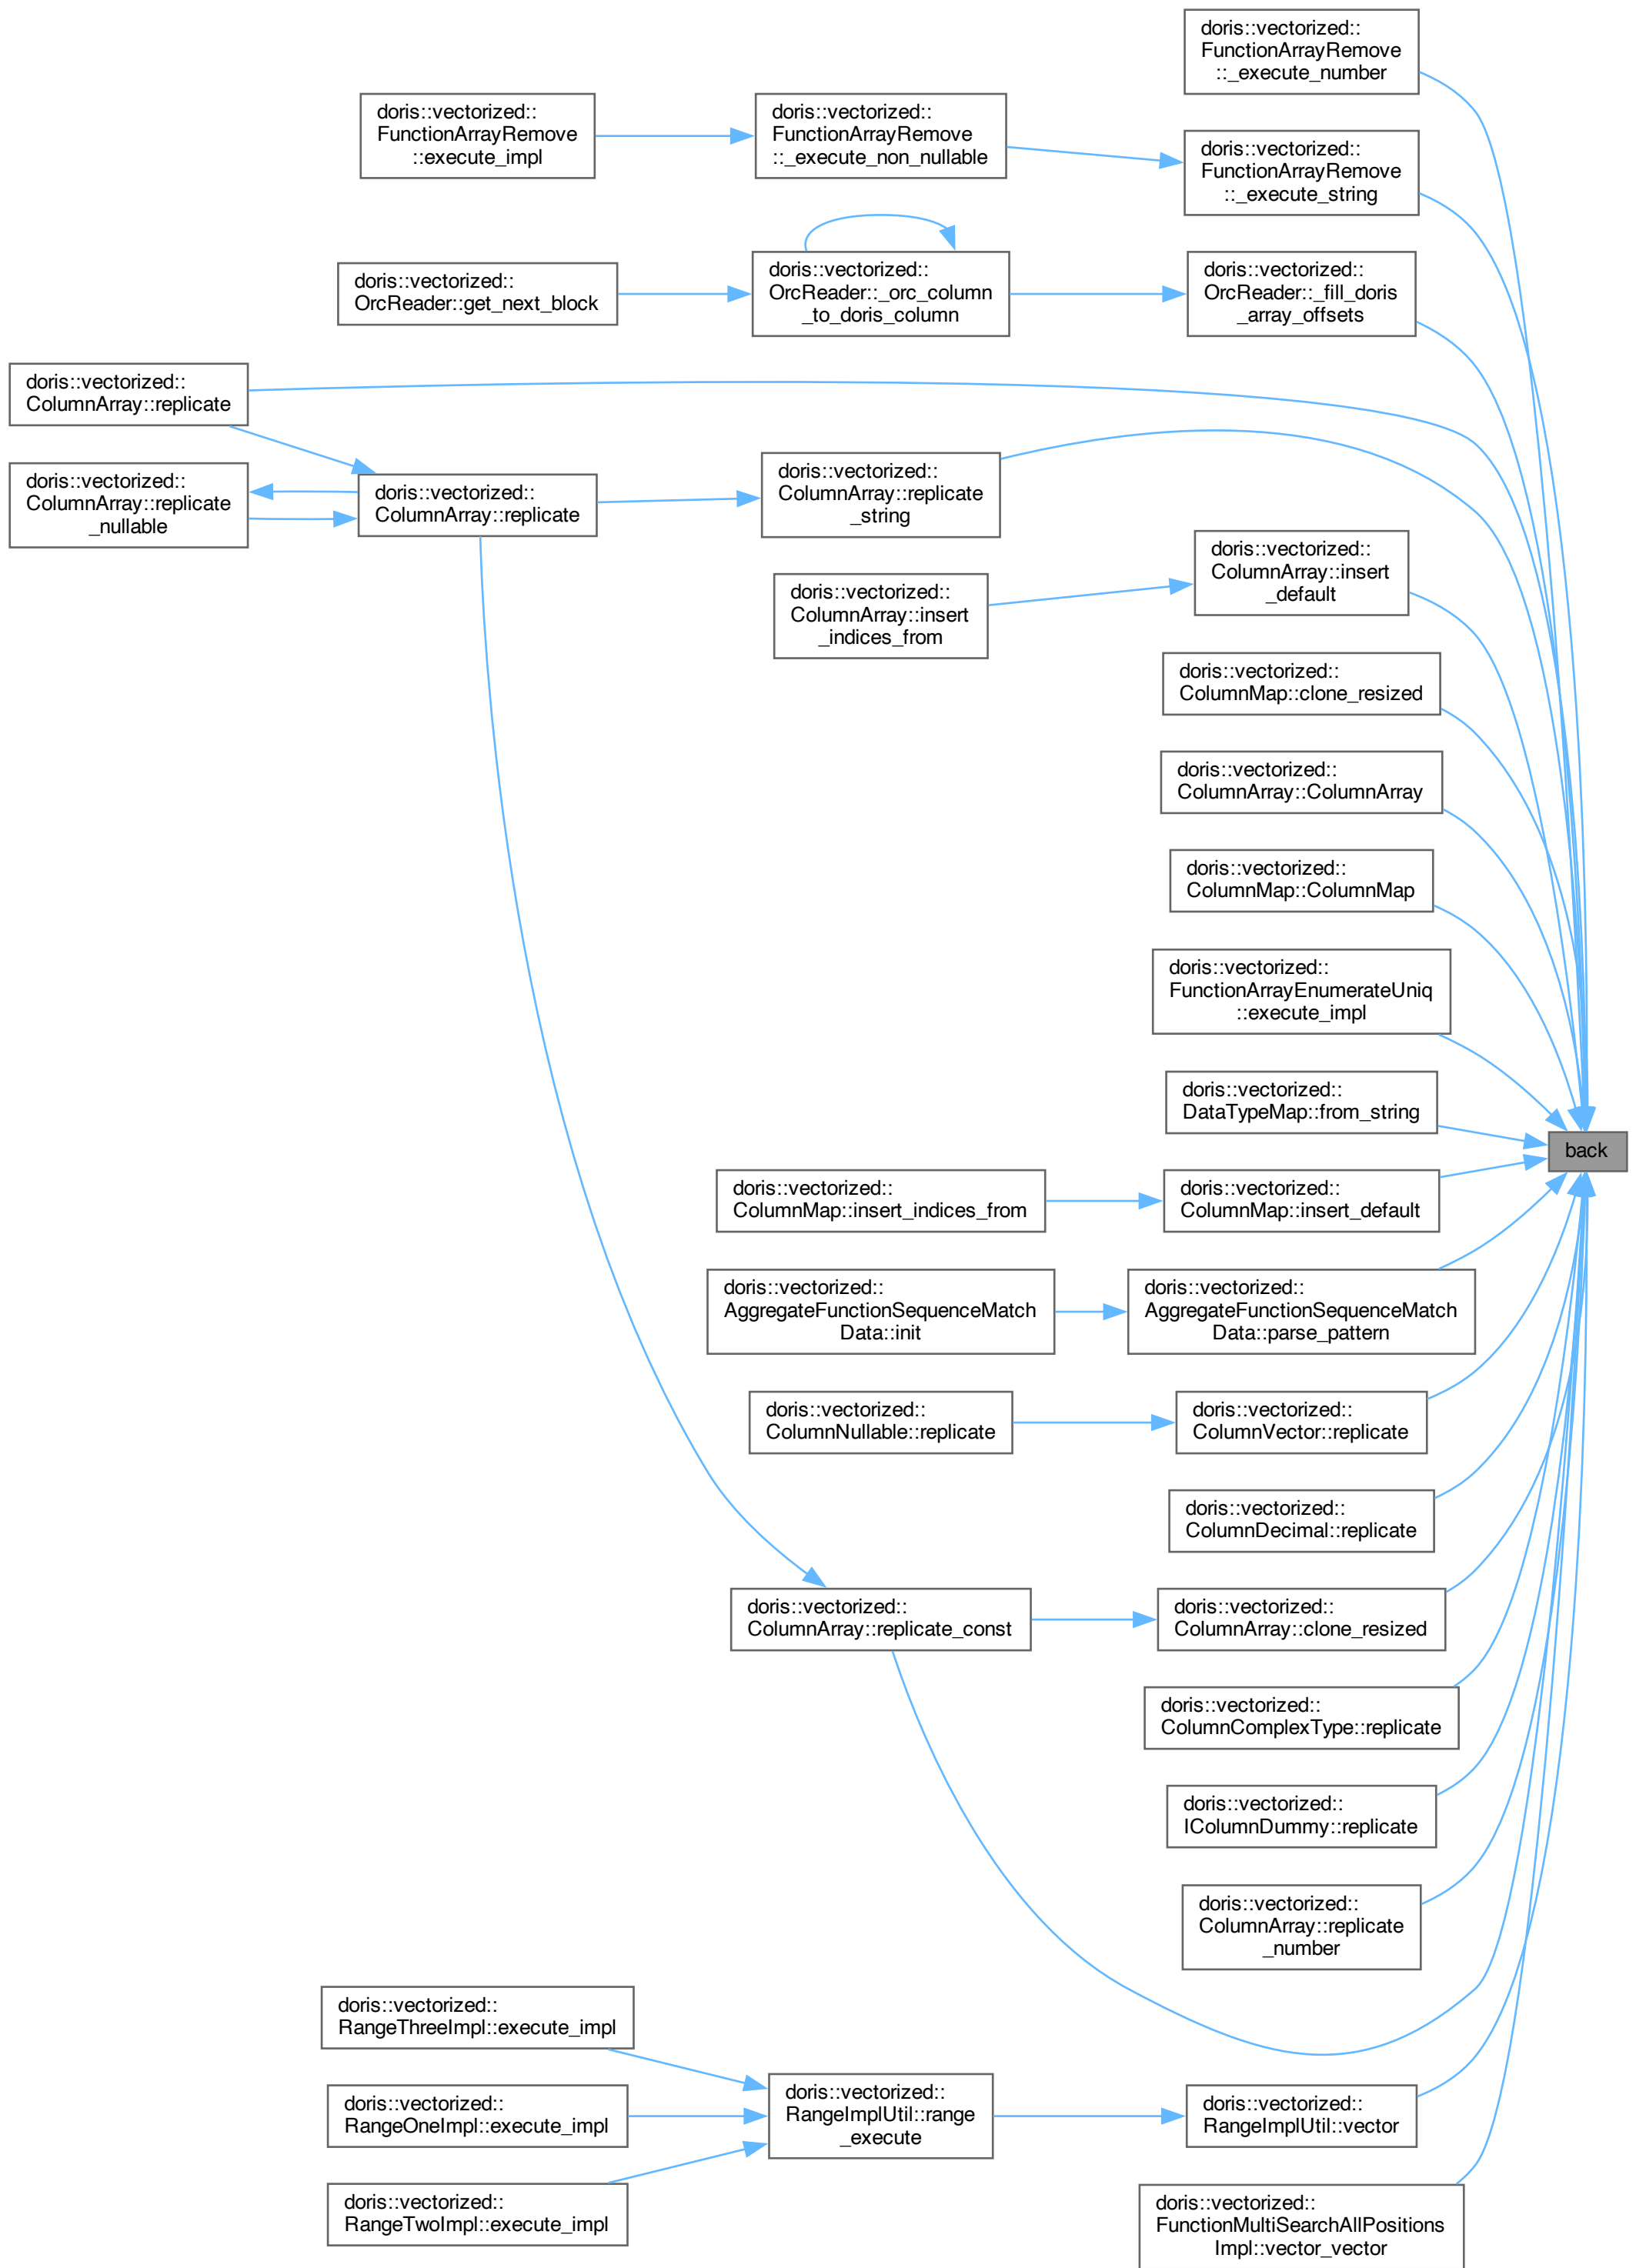 doris::vectorized::
FunctionArrayRemove
::_execute_number
doris::vectorized::
FunctionArrayRemove
::execute_impl
doris::vectorized::
FunctionArrayRemove
::_execute_non_nullable
doris::vectorized::
FunctionArrayRemove
::_execute_string
doris::vectorized::
OrcReader::get_next_block
doris::vectorized::
OrcReader::_orc_column
_to_doris_column
doris::vectorized::
OrcReader::_fill_doris
_array_offsets
doris::vectorized::
ColumnArray::replicate
doris::vectorized::
ColumnArray::replicate
_nullable
doris::vectorized::
ColumnArray::replicate
doris::vectorized::
ColumnArray::replicate
_string
doris::vectorized::
ColumnArray::insert
_default
doris::vectorized::
ColumnArray::insert
_indices_from
doris::vectorized::
ColumnMap::clone_resized
doris::vectorized::
ColumnArray::ColumnArray
doris::vectorized::
ColumnMap::ColumnMap
doris::vectorized::
FunctionArrayEnumerateUniq
::execute_impl
doris::vectorized::
DataTypeMap::from_string
back
doris::vectorized::
ColumnMap::insert_indices_from
doris::vectorized::
ColumnMap::insert_default
doris::vectorized::
AggregateFunctionSequenceMatch
Data::init
doris::vectorized::
AggregateFunctionSequenceMatch
Data::parse_pattern
doris::vectorized::
ColumnNullable::replicate
doris::vectorized::
ColumnVector::replicate
doris::vectorized::
ColumnDecimal::replicate
doris::vectorized::
ColumnArray::replicate_const
doris::vectorized::
ColumnArray::clone_resized
doris::vectorized::
ColumnComplexType::replicate
doris::vectorized::
IColumnDummy::replicate
doris::vectorized::
ColumnArray::replicate
_number
doris::vectorized::
RangeThreeImpl::execute_impl
doris::vectorized::
RangeOneImpl::execute_impl
doris::vectorized::
RangeImplUtil::range
_execute
doris::vectorized::
RangeImplUtil::vector
doris::vectorized::
RangeTwoImpl::execute_impl
doris::vectorized::
FunctionMultiSearchAllPositions
Impl::vector_vector